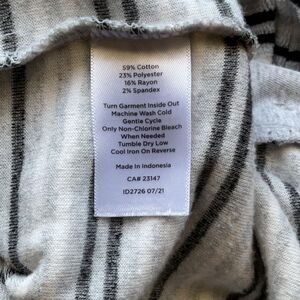 59% Cotton
23% Polyester
16% Rayon
2% Spandex
Turn Garment Inside Out
Machine Wash Cold
Gentle Cycle
Only Non-Chlorine Bleach
When Needed
Tumble Dry Low
Cool Iron On Reverse
Made in Indonesia
CA# 23147
ID2726 07/21